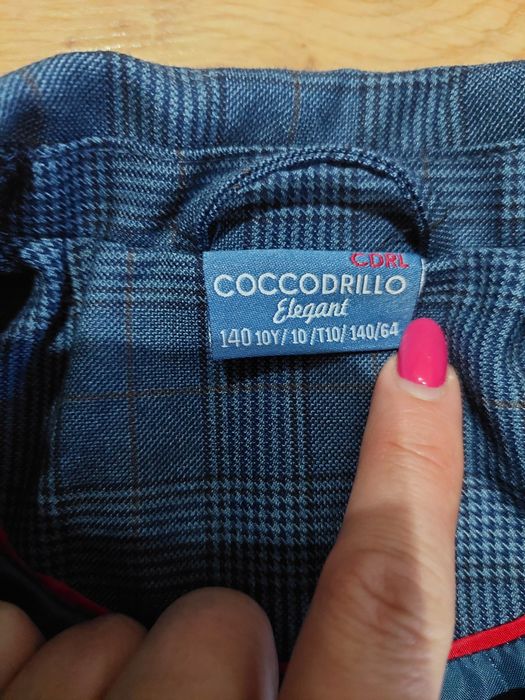 CDRL
COCCODRILLO
Elegant
140 10Y/ 10 /T10/ 140/64